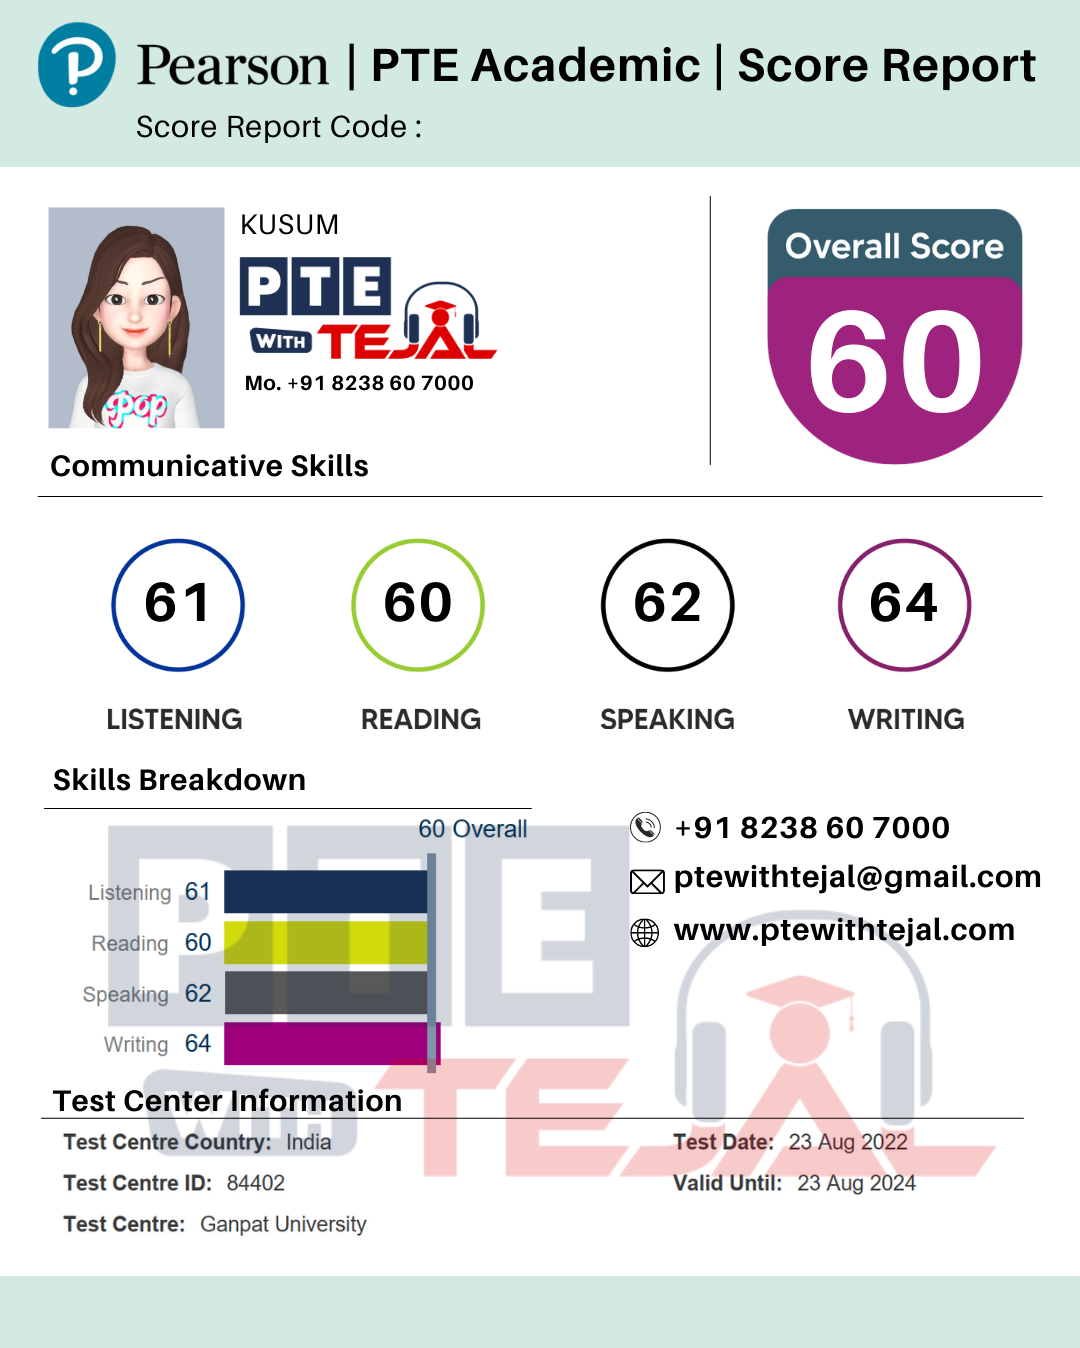 Pearson | PTE Academic | Score Report
Score Report Code :
KUSUM
PTE
WITH TEJAL
Mo. +91 8238 60 7000
Pop
Overall Score
60
Communicative Skills
61 60 62 64
LISTENING READING SPEAKING WRITING
Skills Breakdown
60 Overall
Listening 61
Reading 60
Speaking 62
Writing 64
+91 8238 60 7000
ptewithtejal@gmail.com
www.ptewithtejal.com
PTE
WITH TEJAL
Test Center Information
Test Centre Country: India
Test Centre ID: 84402
Test Centre: Ganpat University
Test Date: 23 Aug 2022
Valid Until: 23 Aug 2024